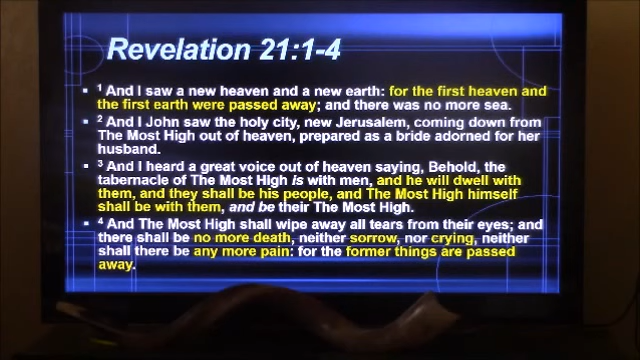 Revelation 21:1-4
▪ 1 And I saw a new heaven and a new earth: for the first heaven and
the first earth were passed away; and there was no more sea.
▪ 2 And I John saw the holy city, new Jerusalem, coming down from
The Most High out of heaven, prepared as a bride adorned for her
husband.
▪ 3 And I heard a great voice out of heaven saying, Behold, the
tabernacle of The Most High is with men, and he will dwell with
them, and they shall be his people, and The Most High himself
shall be with them, and be their The Most High.
▪ 4 And The Most High shall wipe away all tears from their eyes; and
there shall be no more death, neither sorrow, nor crying, neither
shall there be any more pain: for the former things are passed
away.